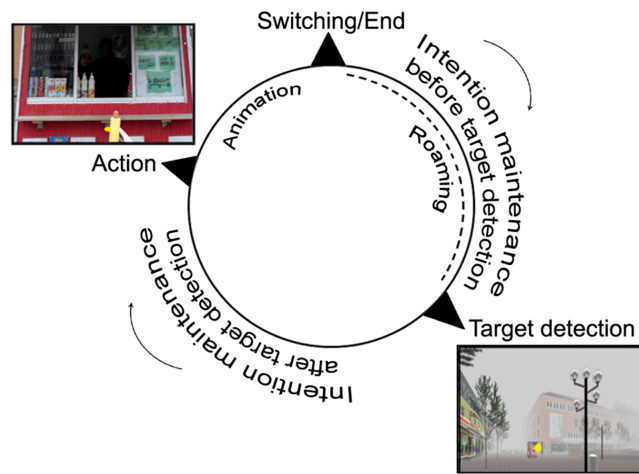 Switching/End
Intention maintenance
before target detection
Animation
Roaming
Action
Target detection
Intention maintenance
after target detection